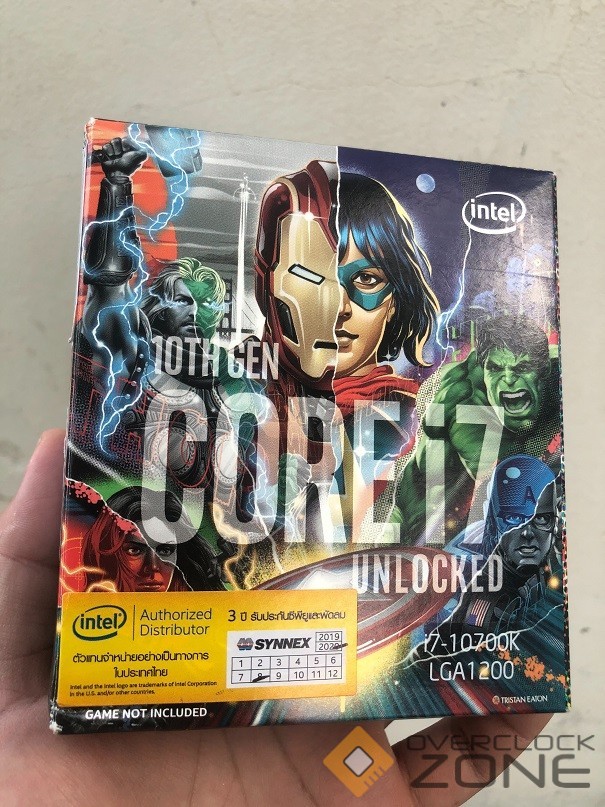 intel
10TH GEN
CORE i7
UNLOCKED
intel
Authorized
Distributor
ตัวแทนจำหน่ายอย่างเป็นทางการ
ในประเทศไทย
Intel and the Intel logo are trademarks of Intel Corporation
in the U.S. and/or other countries.
3 ปี รับประกันซีพียูและพัดลม
SYNNEX
2019
2020
1 2 3 4 5 6
7 8 9 10 11 12
i7-10700K
LGA1200
GAME NOT INCLUDED
TRISTAN EATON
OVERCLOCK
ZONE